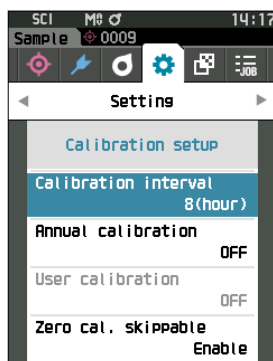 SCI M 14:17
Sample 0009
-JOB
Setting
Calibration setup
Calibration interval
8(hour)
Annual calibration
OFF
User calibration
OFF
Zero cal. skippable
Enable